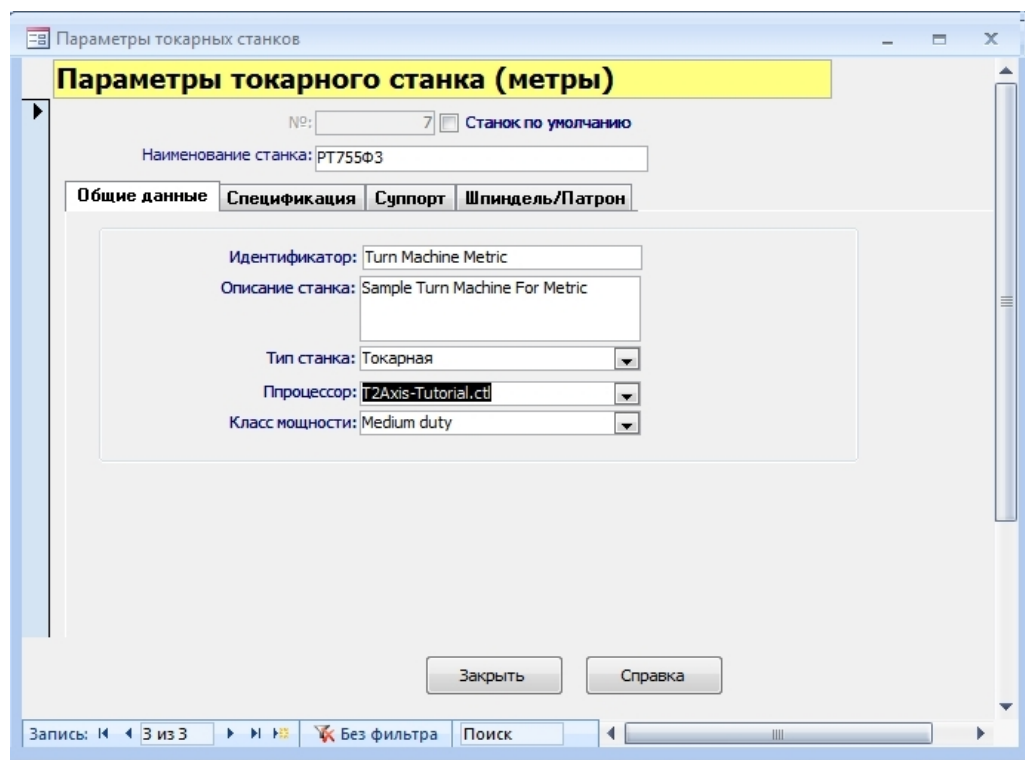 Параметры токарных станков
Параметры токарного станка (метры)
№: 7 Станок по умолчанию
Наименование станка: РТ755Ф3
Общие данные Спецификация Суппорт Шпиндель/Патрон
Идентификатор: Turn Machine Metric
Описание станка: Sample Turn Machine For Metric
Тип станка: Токарная
Ппроцессор: T2Axis-Tutorial.ctl
Класс мощности: Medium duty
Закрыть Справка
Запись: 3 из 3 Без фильтра Поиск